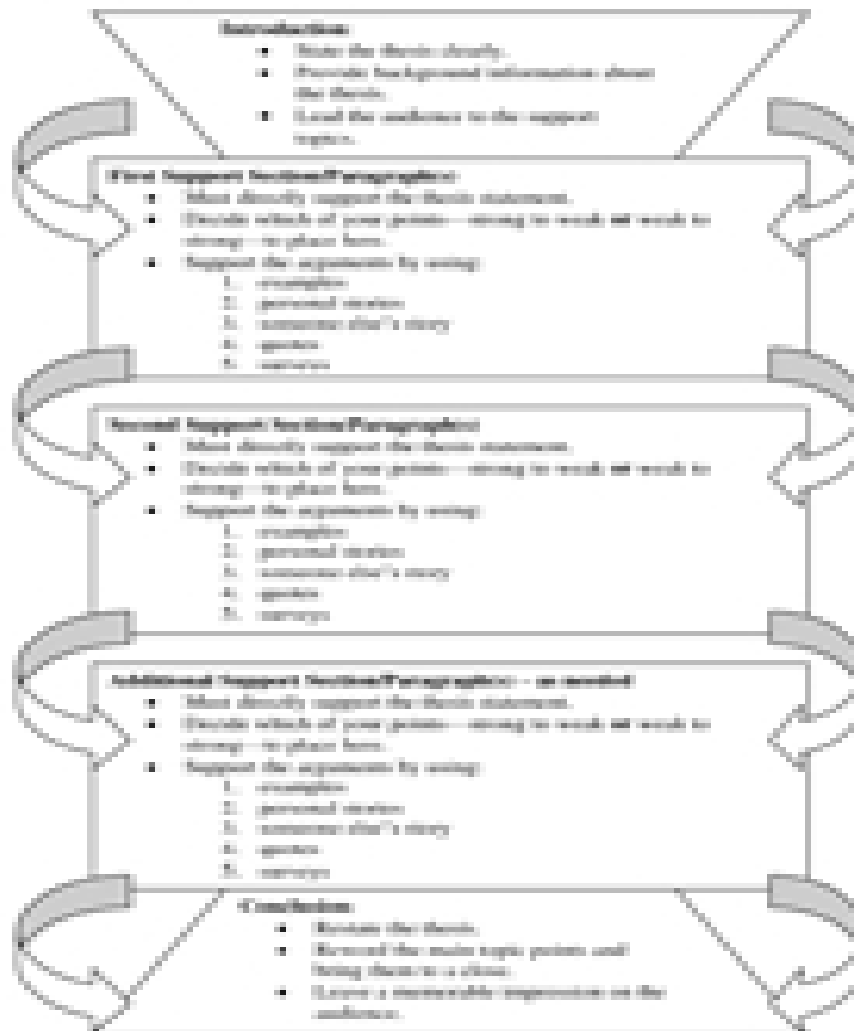 Introduction:
• State the thesis clearly.
• Provide background information about
the thesis.
• Lead the audience to the support
topics.
First Support Section/Paragraph(s):
• Must directly support the thesis statement.
• Decide which of your points—strong to weak or weak to
strong—to place here.
• Support the arguments by using:
1. examples
2. personal stories
3. someone else's story
4. quotes
5. surveys
Second Support Section/Paragraph(s):
• Must directly support the thesis statement.
• Decide which of your points—strong to weak or weak to
strong—to place here.
• Support the arguments by using:
1. examples
2. personal stories
3. someone else's story
4. quotes
5. surveys
Additional Support Section/Paragraph(s) – as needed
• Must directly support the thesis statement.
• Decide which of your points—strong to weak or weak to
strong—to place here.
• Support the arguments by using:
1. examples
2. personal stories
3. someone else's story
4. quotes
5. surveys
Conclusion:
• Restate the thesis.
• the main topic points and
bring them to a close.
• Leave a memorable impression on the
audience.